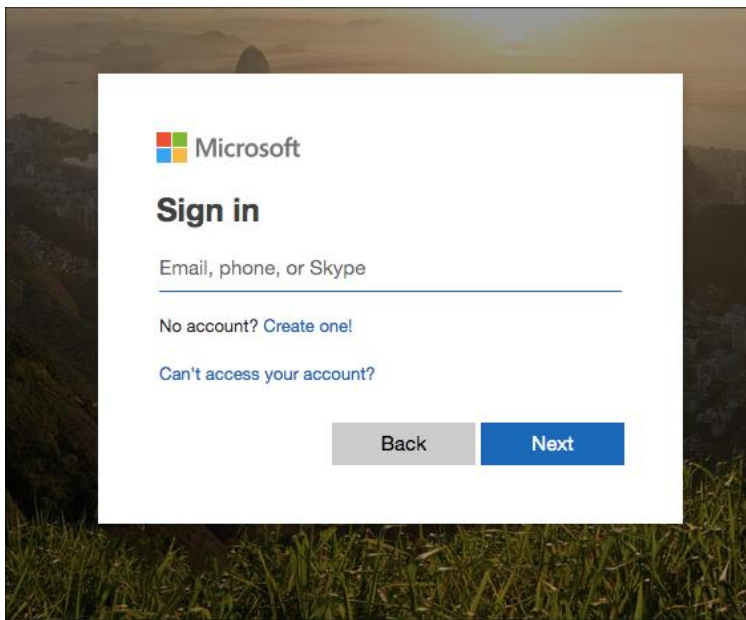 Microsoft
Sign in
Email, phone, or Skype
No account? Create one!
Can't access your account?
Back Next